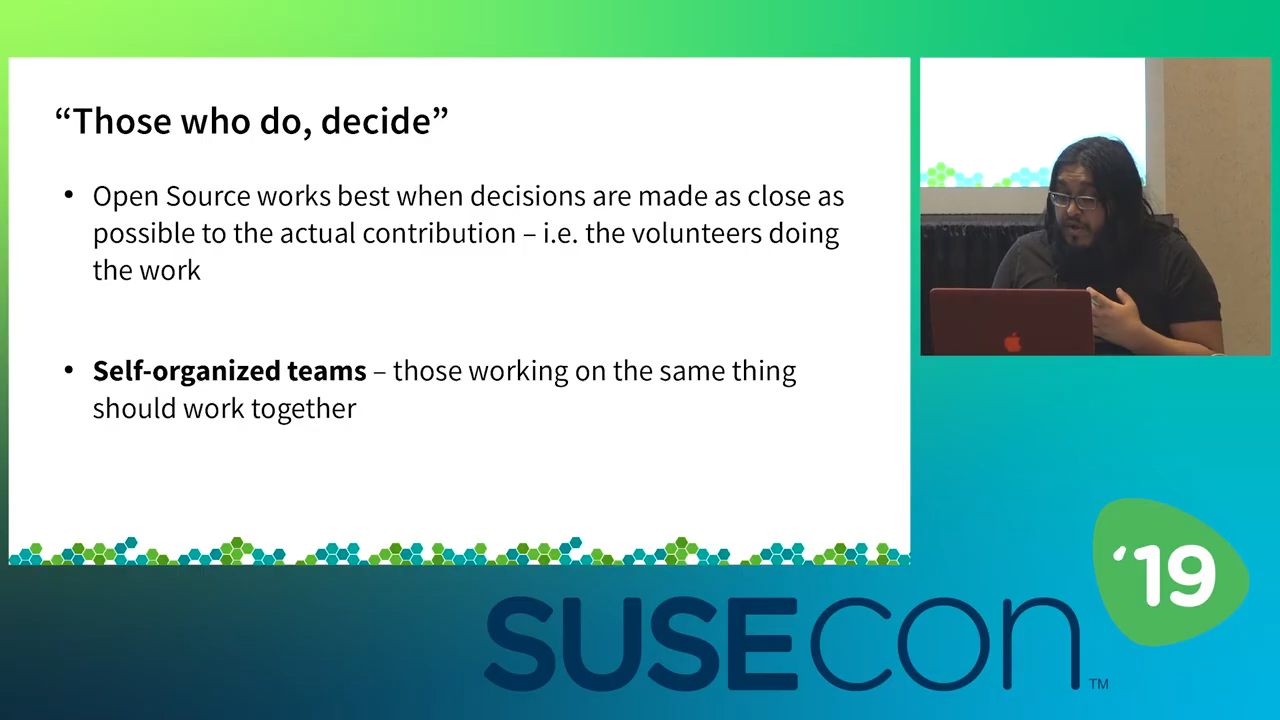 “Those who do, decide”
• Open Source works best when decisions are made as close as
possible to the actual contribution – i.e. the volunteers doing
the work
• Self-organized teams – those working on the same thing
should work together
‘19
SUSECON™